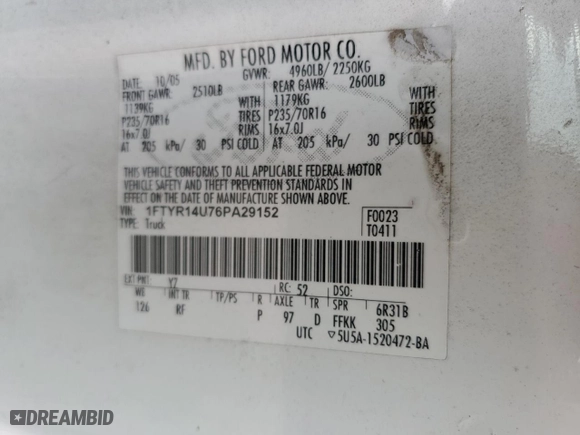 MFD. BY FORD MOTOR CO.
DATE: 10/05 GVWR: 4960LB/ 2250KG
FRONT GAWR: 2510LB REAR GAWR: 2600LB
1139KG WITH 1179KG WITH
P235/70R16 TIRES P235/70R16 TIRES
16x7.0J RIMS 16x7.0J RIMS
AT 205 kPa/ 30 PSI COLD AT 205 kPa/ 30 PSI COLD
THIS VEHICLE CONFORMS TO ALL APPLICABLE FEDERAL MOTOR
VEHICLE SAFETY AND THEFT PREVENTION STANDARDS IN
EFFECT ON THE DATE OF MANUFACTURE SHOWN ABOVE.
VIN: 1FTYR14U76PA29152 F0023
TYPE: Truck T0411
EXT PNT: YZ RC: 52 DSO:
WB INT TR TP/PS R AXLE TR SPR 6R31B
126 RF P 97 D FFKK 305
UTC ▽5U5A-1520472-BA
DREAMBID